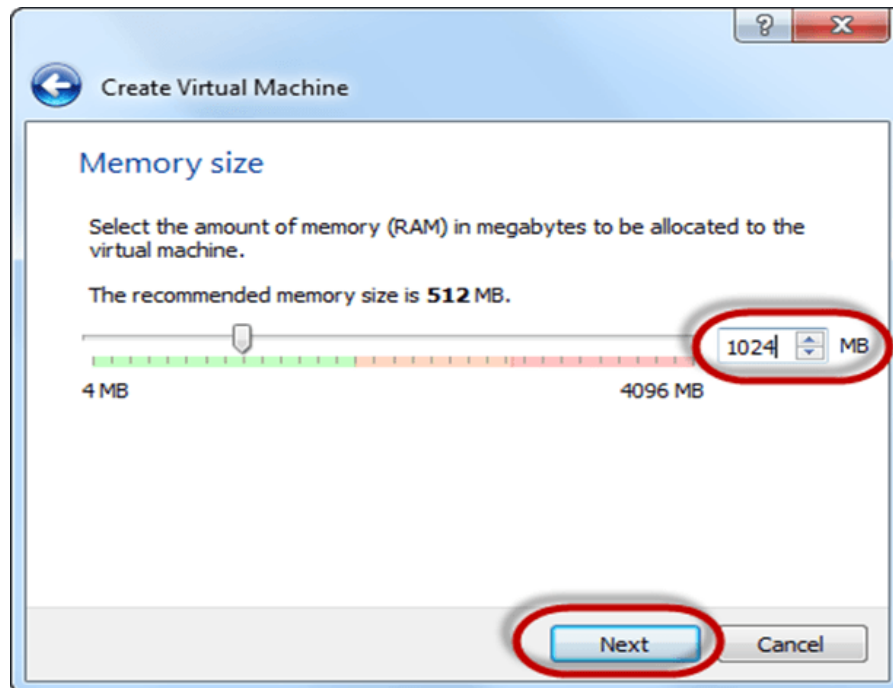 Create Virtual Machine
Memory size
Select the amount of memory (RAM) in megabytes to be allocated to the
virtual machine.
The recommended memory size is 512 MB.
1024 MB
4 MB 4096 MB
Next Cancel